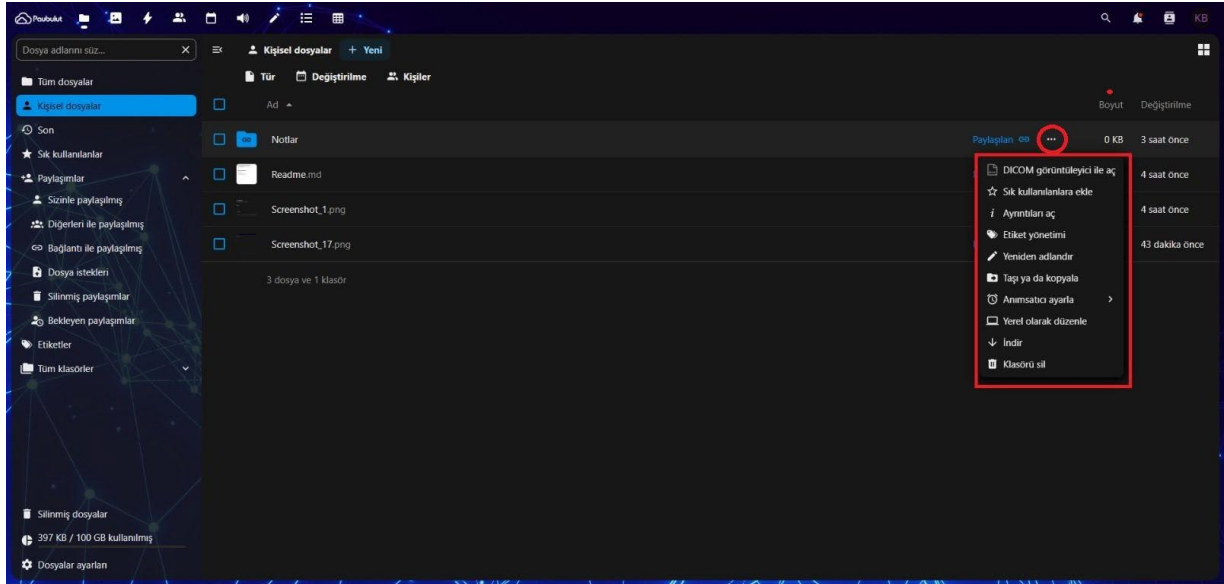 Paubulut
KB
Dosya adlarını süz...
Kişisel dosyalar
+ Yeni
Tür
Değiştirilme
Kişiler
Tüm dosyalar
Kişisel dosyalar
Son
Sık kullanılanlar
Paylaşımlar
Sizinle paylaşılmış
Diğerleri ile paylaşılmış
Bağlantı ile paylaşılmış
Dosya istekleri
Silinmiş paylaşımlar
Bekleyen paylaşımlar
Etiketler
Tüm klasörler
Silinmiş dosyalar
397 KB / 100 GB kullanılmış
Dosyalar ayarları
Ad
Boyut
Değiştirilme
Notlar
Paylaşılan
0 KB
3 saat önce
Readme.md
4 saat önce
Screenshot_1.png
4 saat önce
Screenshot_17.png
43 dakika önce
3 dosya ve 1 klasör
DICOM görüntüleyici ile aç
Sık kullanılanlara ekle
Ayrıntıları aç
Etiket yönetimi
Yeniden adlandır
Taşı ya da kopyala
Anımsatıcı ayarla
Yerel olarak düzenle
İndir
Klasörü sil